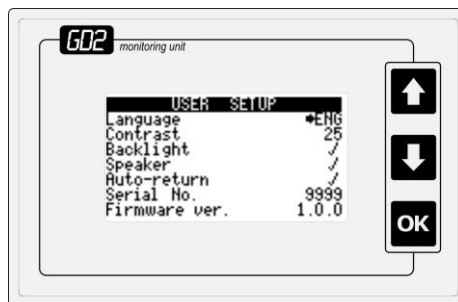 GD2 monitoring unit
USER SETUP
Language ENG
Contrast 25
Backlight ✓
Speaker ✓
Auto-return ✓
Serial No. 9999
Firmware ver. 1.0.0
OK